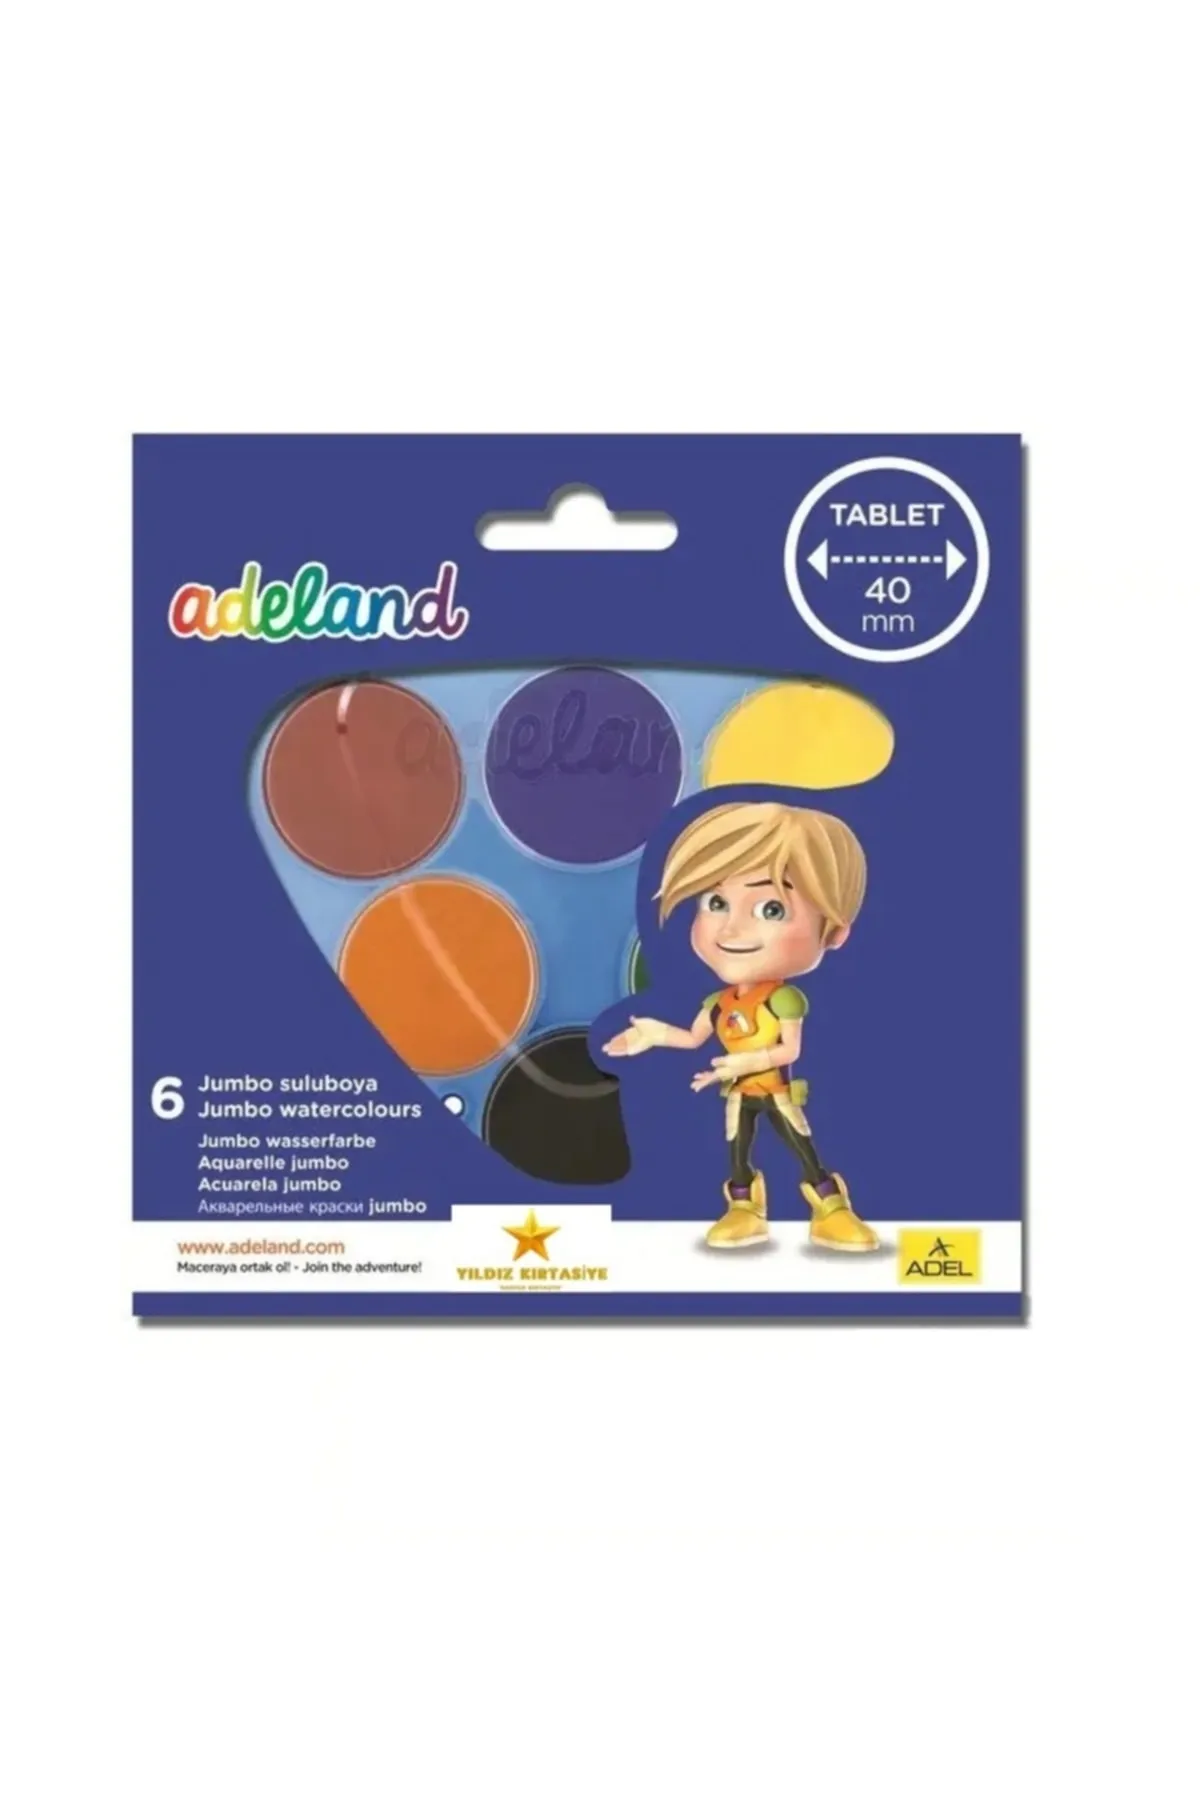 TABLET
40
mm
adeland
adeland
6 Jumbo suluboya
Jumbo watercolours
Jumbo wasserfarbe
Aquarelle jumbo
Acuarela jumbo
Акварельные краски jumbo
www.adeland.com
Maceraya ortak ol! - Join the adventure!
YILDIZ KIRTASİYE
ADEL